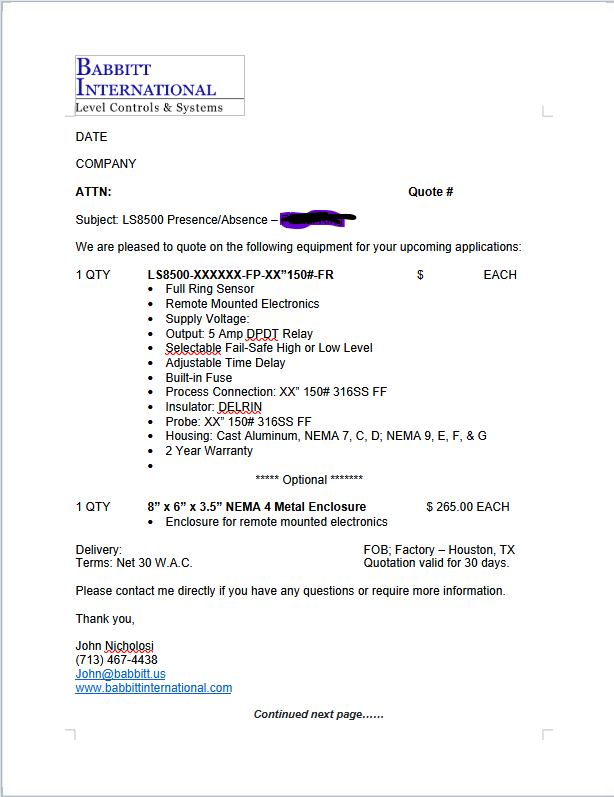 BABBITT
INTERNATIONAL
Level Controls & Systems
DATE
COMPANY
ATTN: Quote #
Subject: LS8500 Presence/Absence –
We are pleased to quote on the following equipment for your upcoming applications:
1 QTY LS8500-XXXXXX-FP-XX”150#-FR $ EACH
• Full Ring Sensor
• Remote Mounted Electronics
• Supply Voltage:
• Output: 5 Amp DPDT Relay
• Selectable Fail-Safe High or Low Level
• Adjustable Time Delay
• Built-in Fuse
• Process Connection: XX” 150# 316SS FF
• Insulator: DELRIN
• Probe: XX” 150# 316SS FF
• Housing: Cast Aluminum, NEMA 7, C, D; NEMA 9, E, F, & G
• 2 Year Warranty
•
***** Optional *******
1 QTY 8” x 6” x 3.5” NEMA 4 Metal Enclosure $ 265.00 EACH
• Enclosure for remote mounted electronics
Delivery: FOB; Factory – Houston, TX
Terms: Net 30 W.A.C. Quotation valid for 30 days.
Please contact me directly if you have any questions or require more information.
Thank you,
John Nicholosi
(713) 467-4438
John@babbitt.us
www.babbittinternational.com
Continued next page……